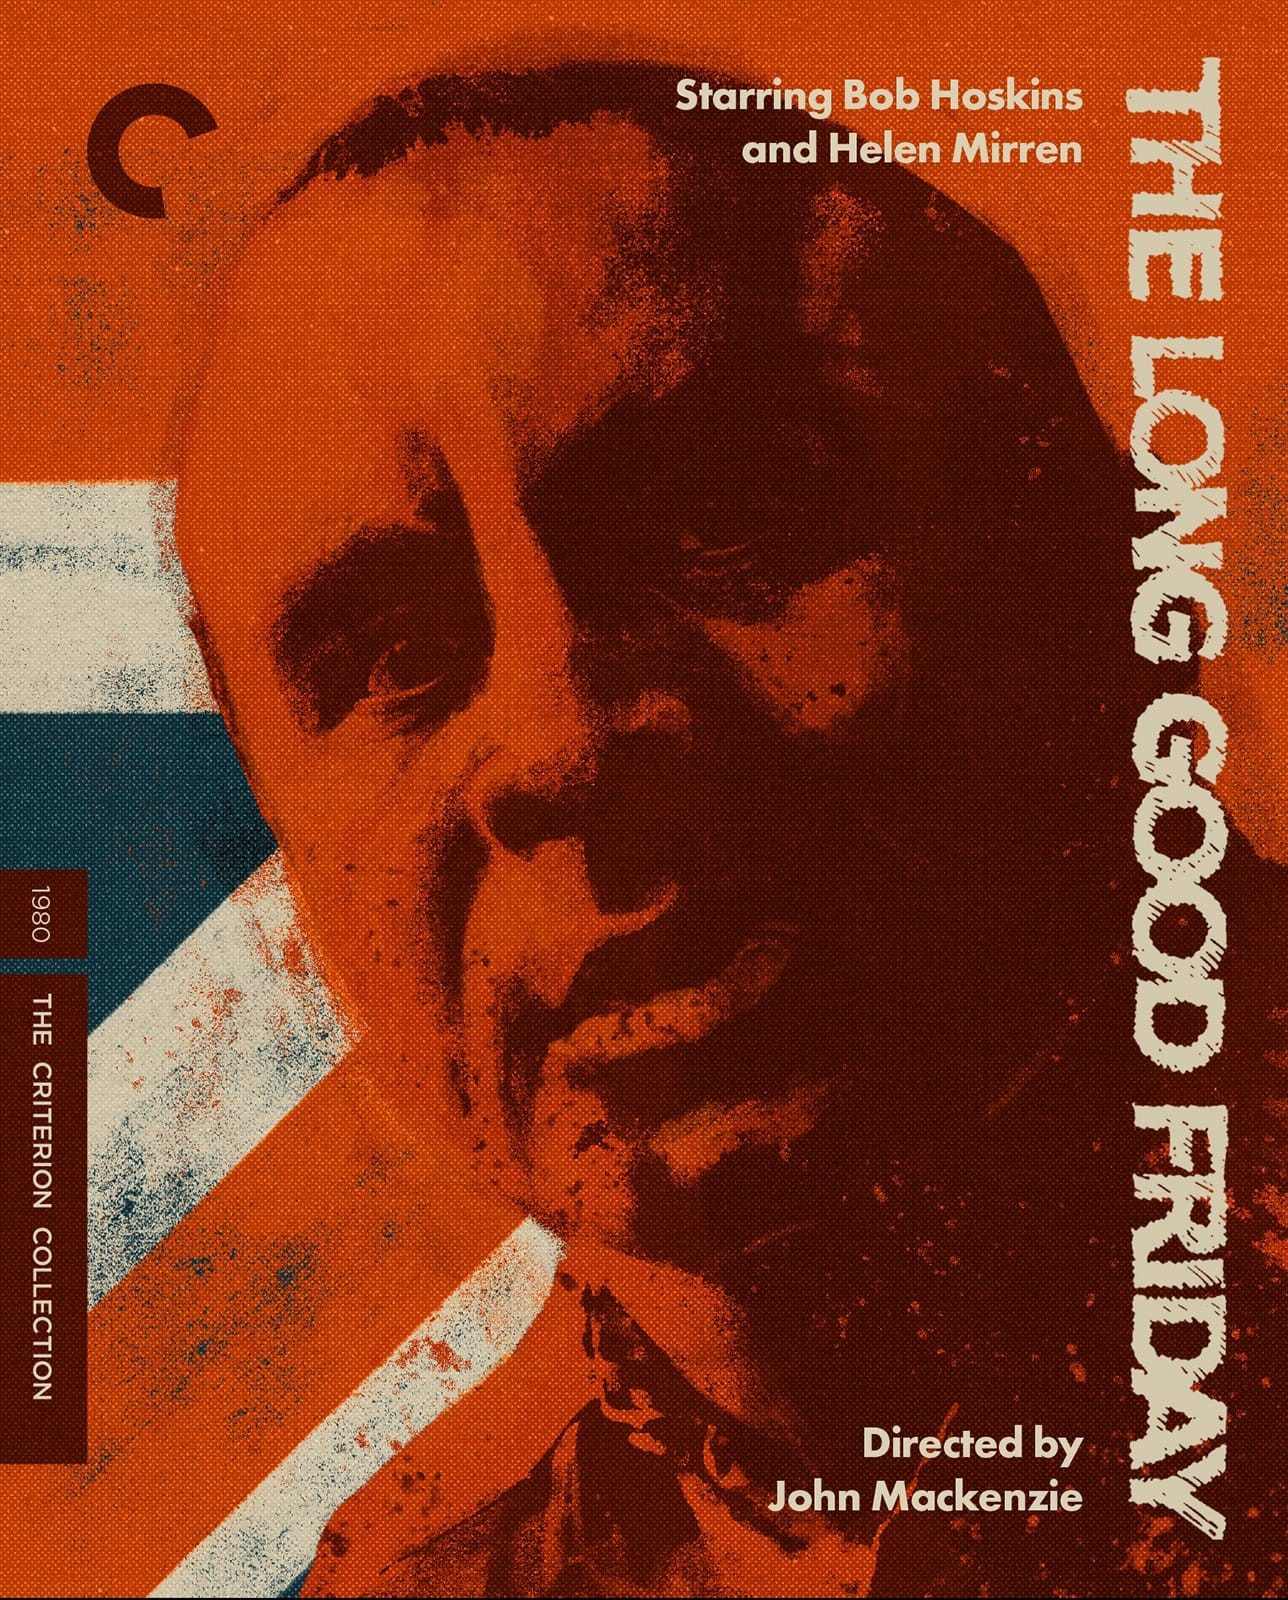 Starring Bob Hoskins
and Helen Mirren
THE LONG GOOD FRIDAY
1980
THE CRITERION COLLECTION
Directed by
John Mackenzie